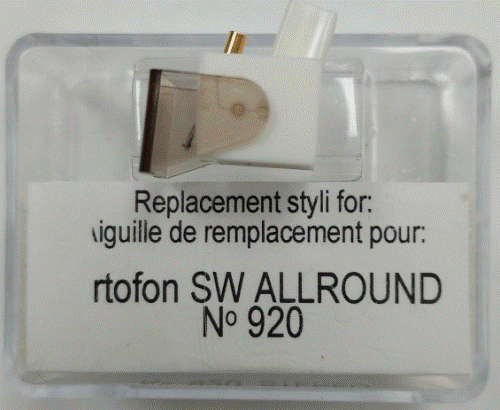 Replacement styli for:
iguille de remplacement pour:
rtofon SW ALLROUND
Nº 920